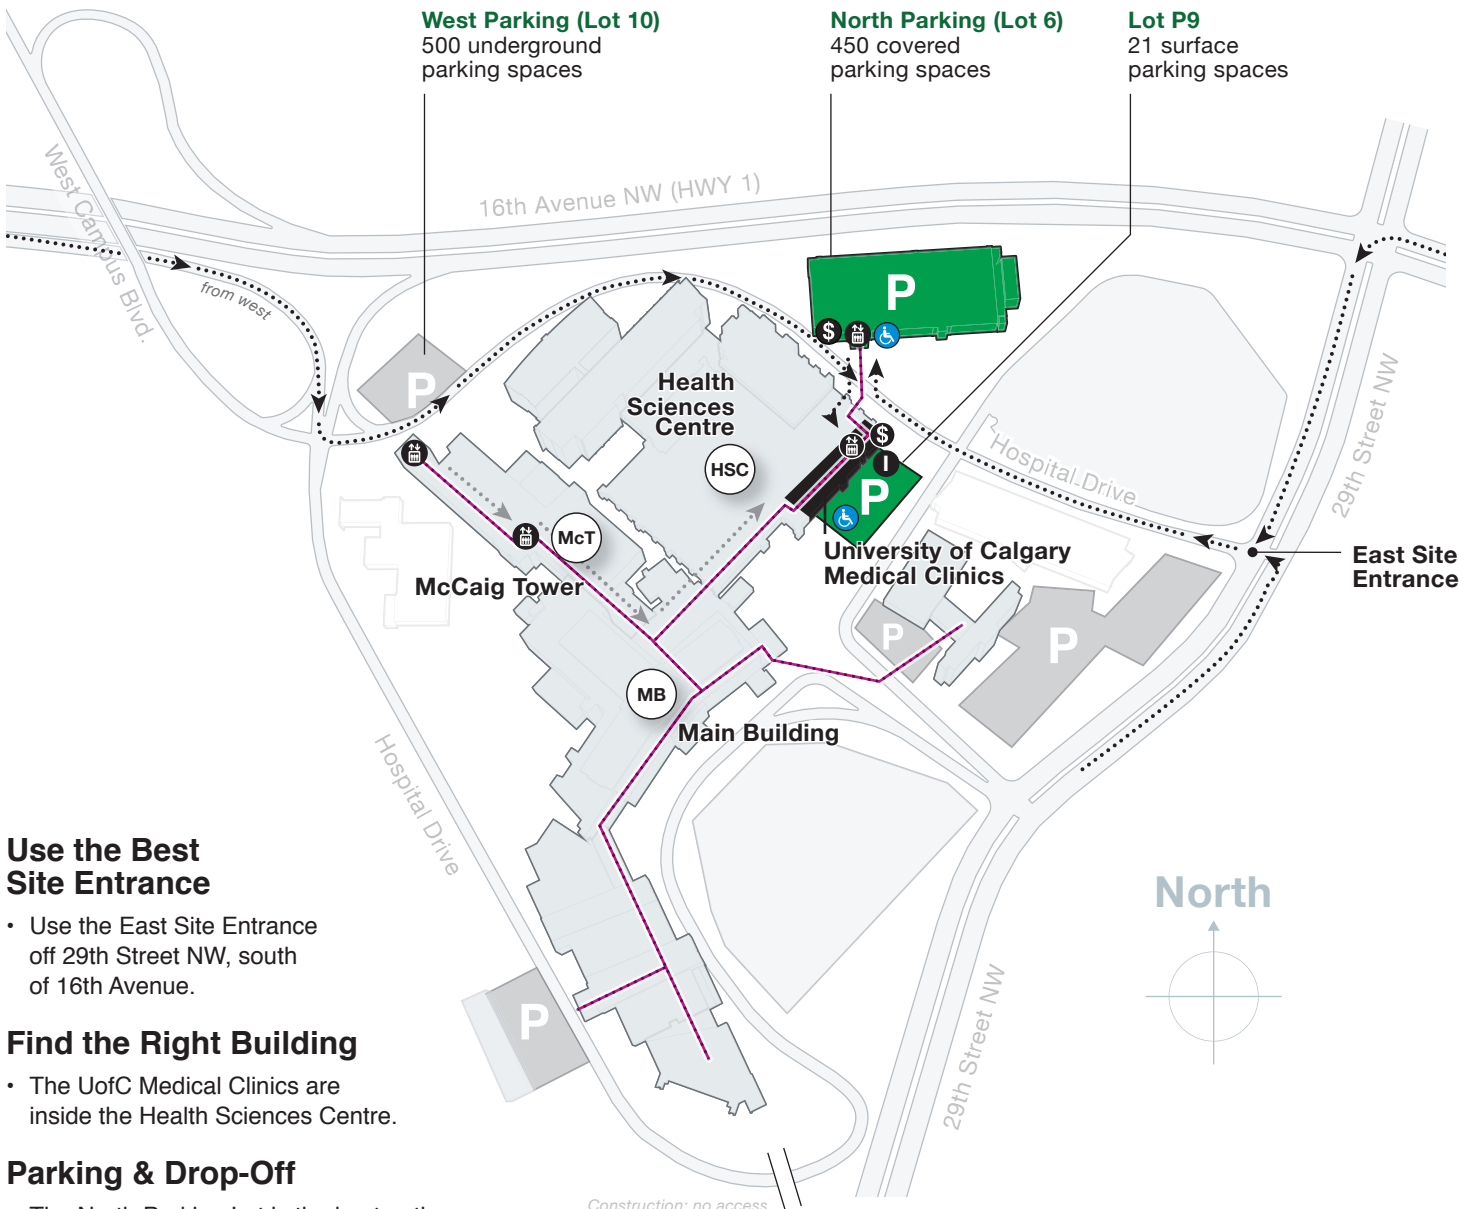 West Parking (Lot 10)
500 underground
parking spaces
North Parking (Lot 6)
450 covered
parking spaces
Lot P9
21 surface
parking spaces
West Campus Blvd.
16th Avenue NW (HWY 1)
from west
P
P
$
Health
Sciences
Centre
HSC
$
I
P
Hospital Drive
29th Street NW
McT
McCaig Tower
University of Calgary
Medical Clinics
East Site
Entrance
P
P
MB
Main Building
Hospital Drive
Use the Best
Site Entrance
• Use the East Site Entrance
off 29th Street NW, south
of 16th Avenue.
North
29th Street NW
P
Find the Right Building
• The UofC Medical Clinics are
inside the Health Sciences Centre.
Parking & Drop-Off
Construction: no access